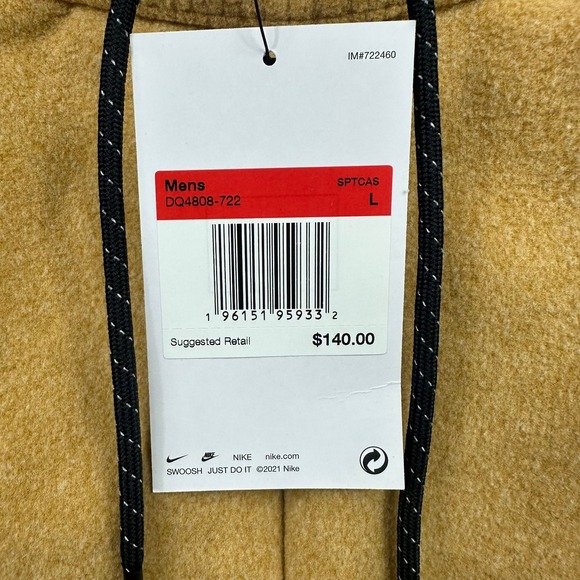 IM#722460
Mens SPTCAS
DQ4808-722 L
1 96151 95933 2
Suggested Retail $140.00
NIKE nike.com
SWOOSH JUST DO IT ©2021 Nike